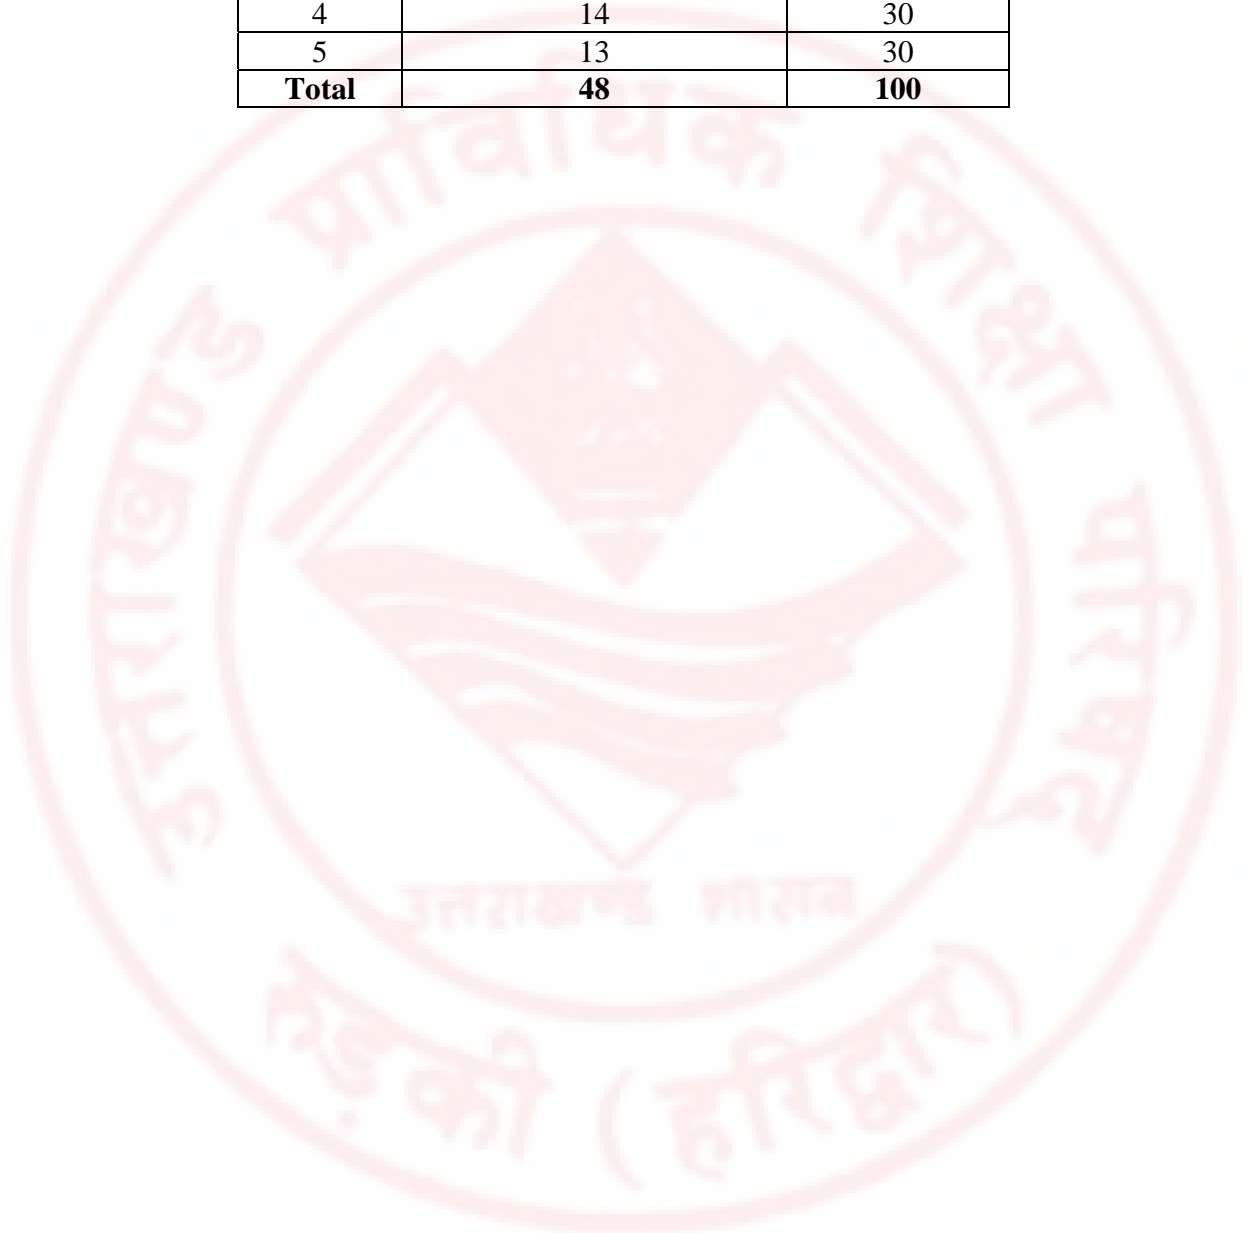 4 14 30
5 13 30
Total 48 100
उत्तराखण्ड प्राविधिक शिक्षा परिषद्
उत्तराखण्ड शासन
रुड़की (हरिद्वार)